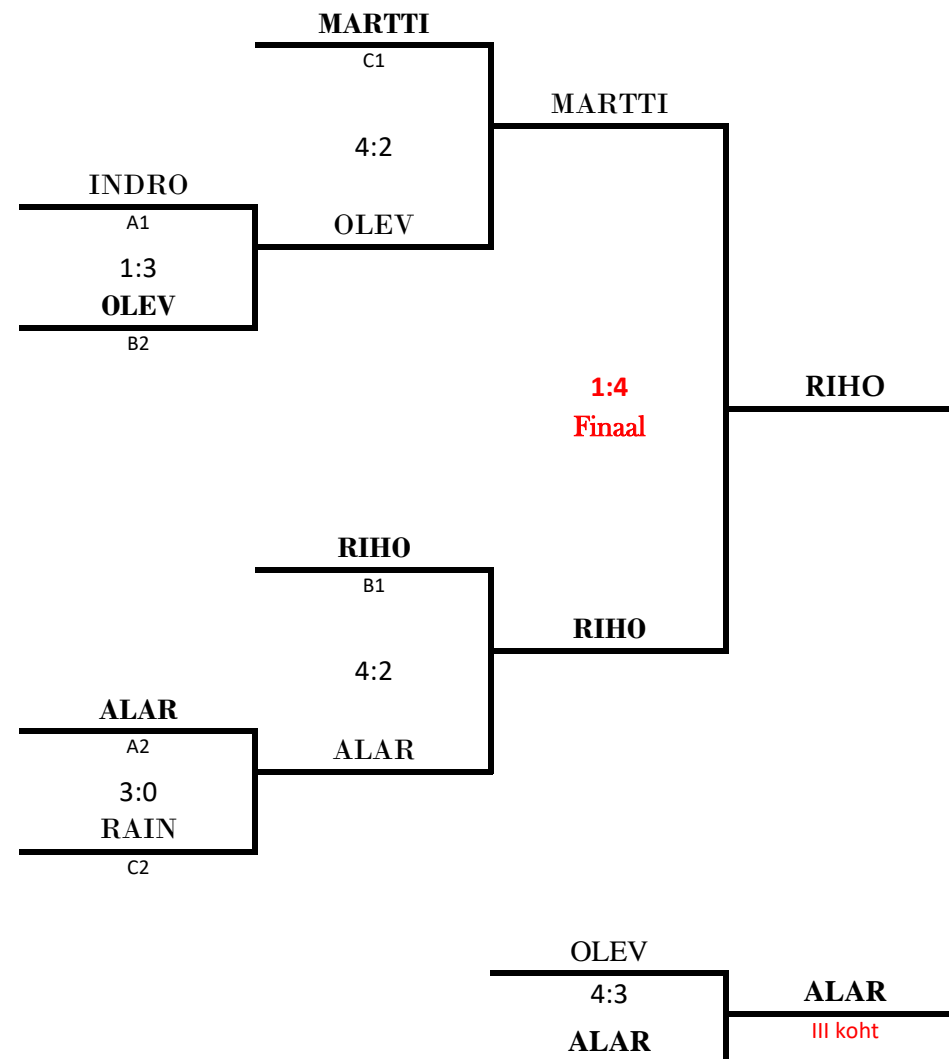 MARTTI
C1
MARTTI
4:2
INDRO
A1
OLEV
1:3
OLEV
B2
1:4
RIHO
Finaal
RIHO
B1
RIHO
4:2
ALAR
A2
ALAR
3:0
RAIN
C2
OLEV
4:3
ALAR
III koht
ALAR